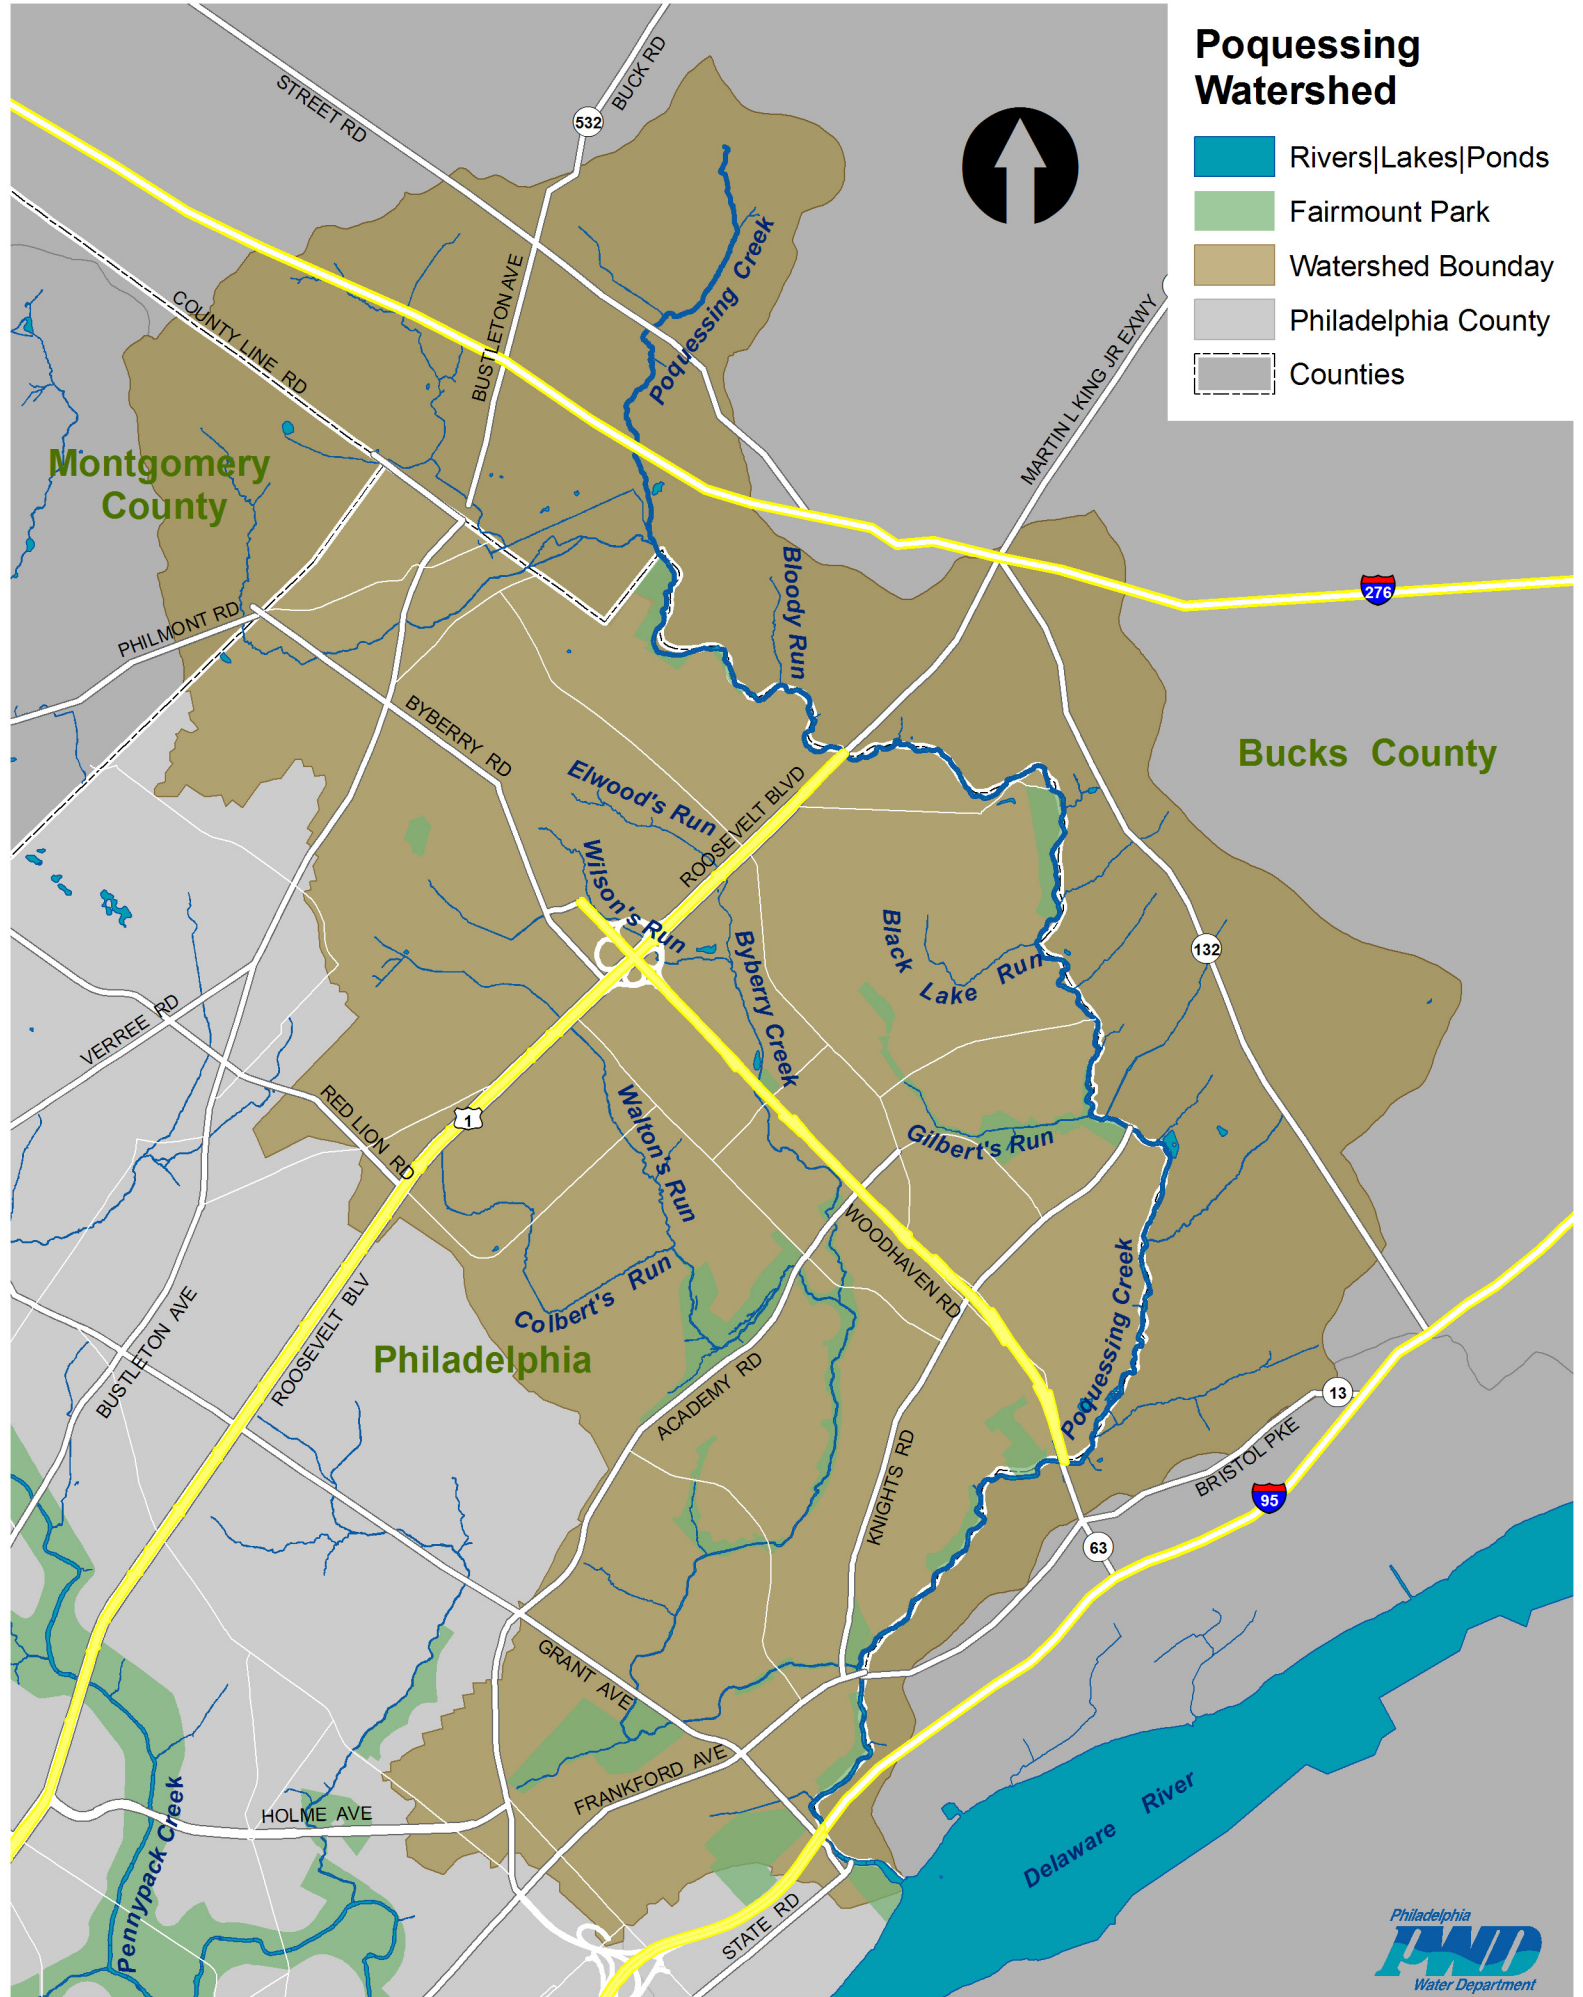 Poquessing
Watershed
Rivers|Lakes|Ponds
Fairmount Park
Watershed Bounday
Philadelphia County
Counties
STREET RD
BUCK RD
532
Poquessing Creek
BUSTLETON AVE
COUNTY LINE RD
MARTIN L KING JR EXWY
Montgomery
County
Bloody Run
276
PHILMONT RD
BYBERRY RD
Bucks County
Elwood's Run
ROOSEVELT BLVD
Wilson's Run
Byberry Creek
Black
Lake Run
132
VERREE RD
RED LION RD
1
Walton's Run
Gilbert's Run
WOODHAVEN RD
Colbert's Run
Poquessing Creek
BUSTLETON AVE
ROOSEVELT BLV
Philadelphia
ACADEMY RD
13
BRISTOL PKE
KNIGHTS RD
95
63
GRANT AVE
FRANKFORD AVE
HOLME AVE
Pennypack Creek
Delaware River
STATE RD
Philadelphia
PWD
Water Department